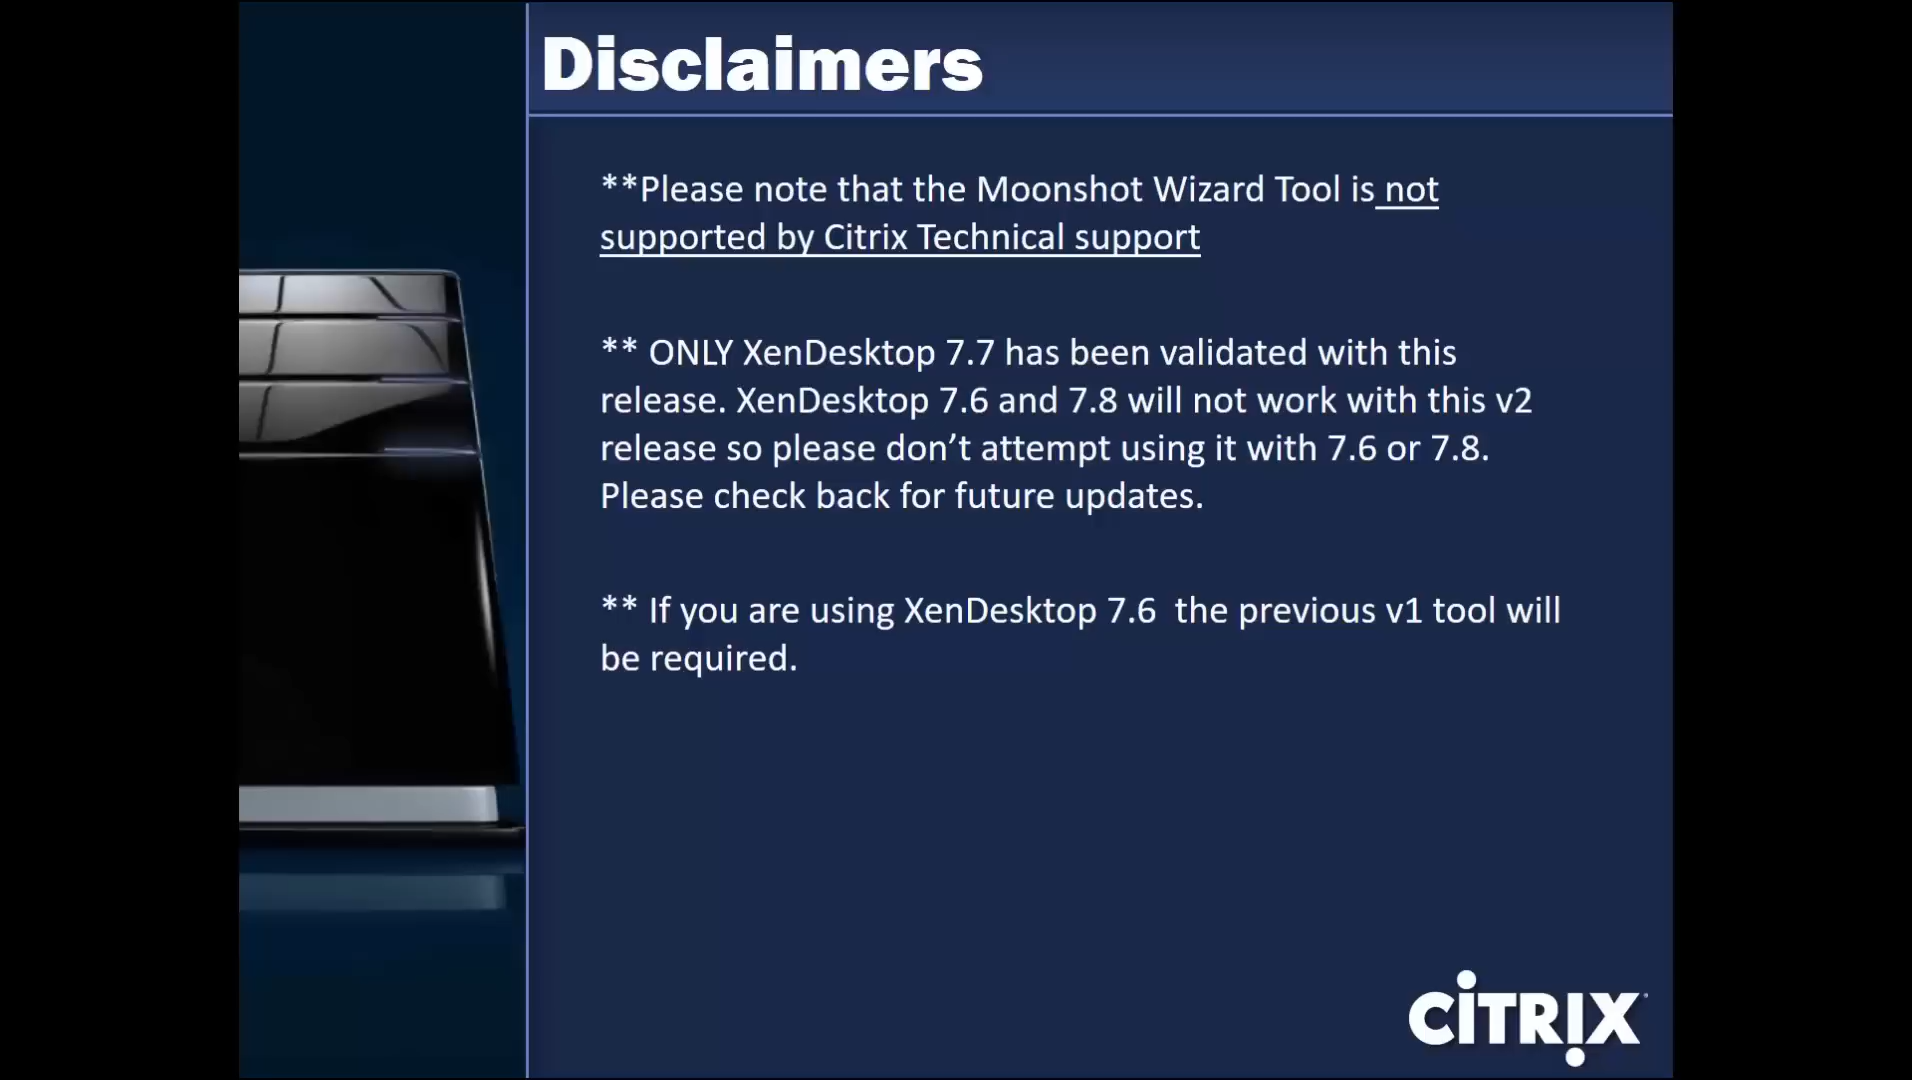 Disclaimers
**Please note that the Moonshot Wizard Tool is not
supported by Citrix Technical support
** ONLY XenDesktop 7.7 has been validated with this
release. XenDesktop 7.6 and 7.8 will not work with this v2
release so please don’t attempt using it with 7.6 or 7.8.
Please check back for future updates.
** If you are using XenDesktop 7.6  the previous v1 tool will
be required.
CITRIX